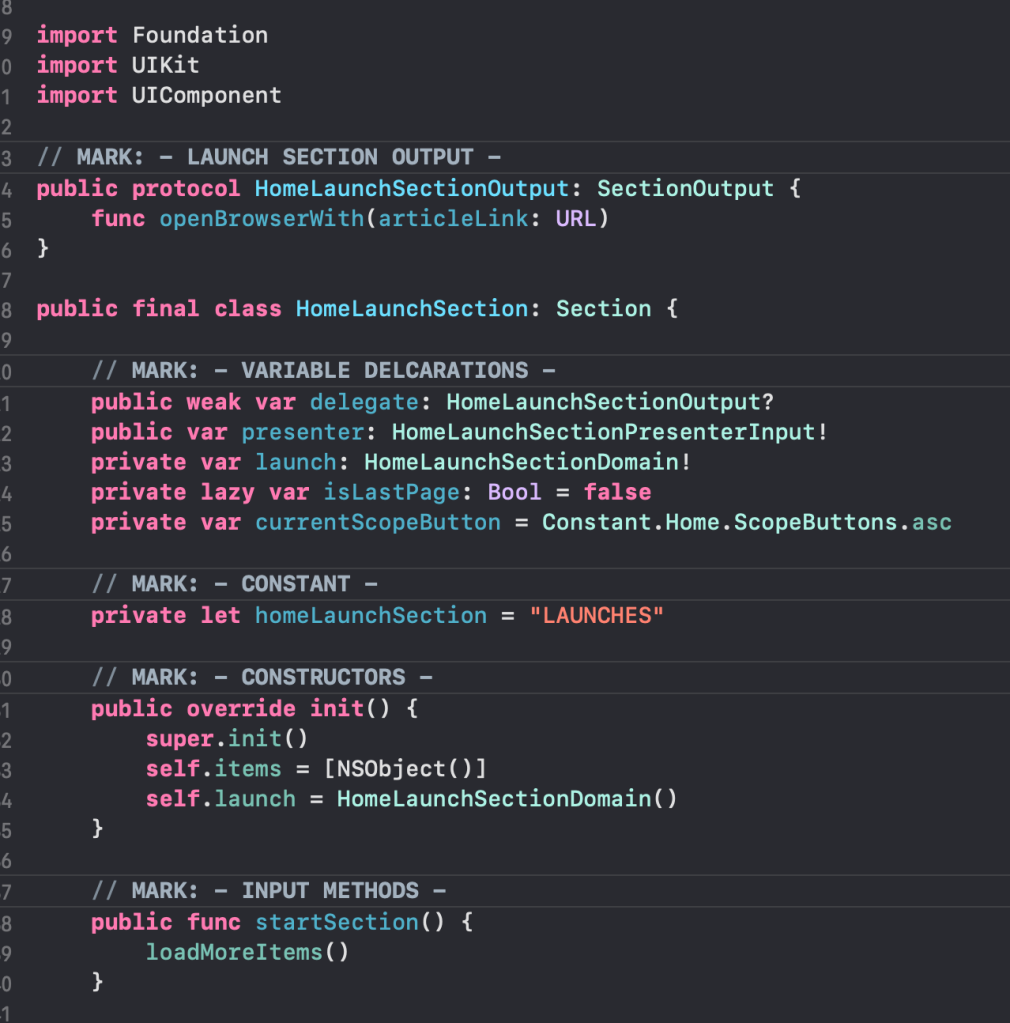 8
9 import Foundation
0 import UIKit
1 import UIComponent
2
3 // MARK: - LAUNCH SECTION OUTPUT -
4 public protocol HomeLaunchSectionOutput: SectionOutput {
5     func openBrowserWith(articleLink: URL)
6 }
7
8 public final class HomeLaunchSection: Section {
9
0     // MARK: - VARIABLE DELCARATIONS -
1     public weak var delegate: HomeLaunchSectionOutput?
2     public var presenter: HomeLaunchSectionPresenterInput!
3     private var launch: HomeLaunchSectionDomain!
4     private lazy var isLastPage: Bool = false
5     private var currentScopeButton = Constant.Home.ScopeButtons.asc
6
7     // MARK: - CONSTANT -
8     private let homeLaunchSection = "LAUNCHES"
9
0     // MARK: - CONSTRUCTORS -
1     public override init() {
2         super.init()
3         self.items = [NSObject()]
4         self.launch = HomeLaunchSectionDomain()
5     }
6
7     // MARK: - INPUT METHODS -
8     public func startSection() {
9         loadMoreItems()
0     }
1